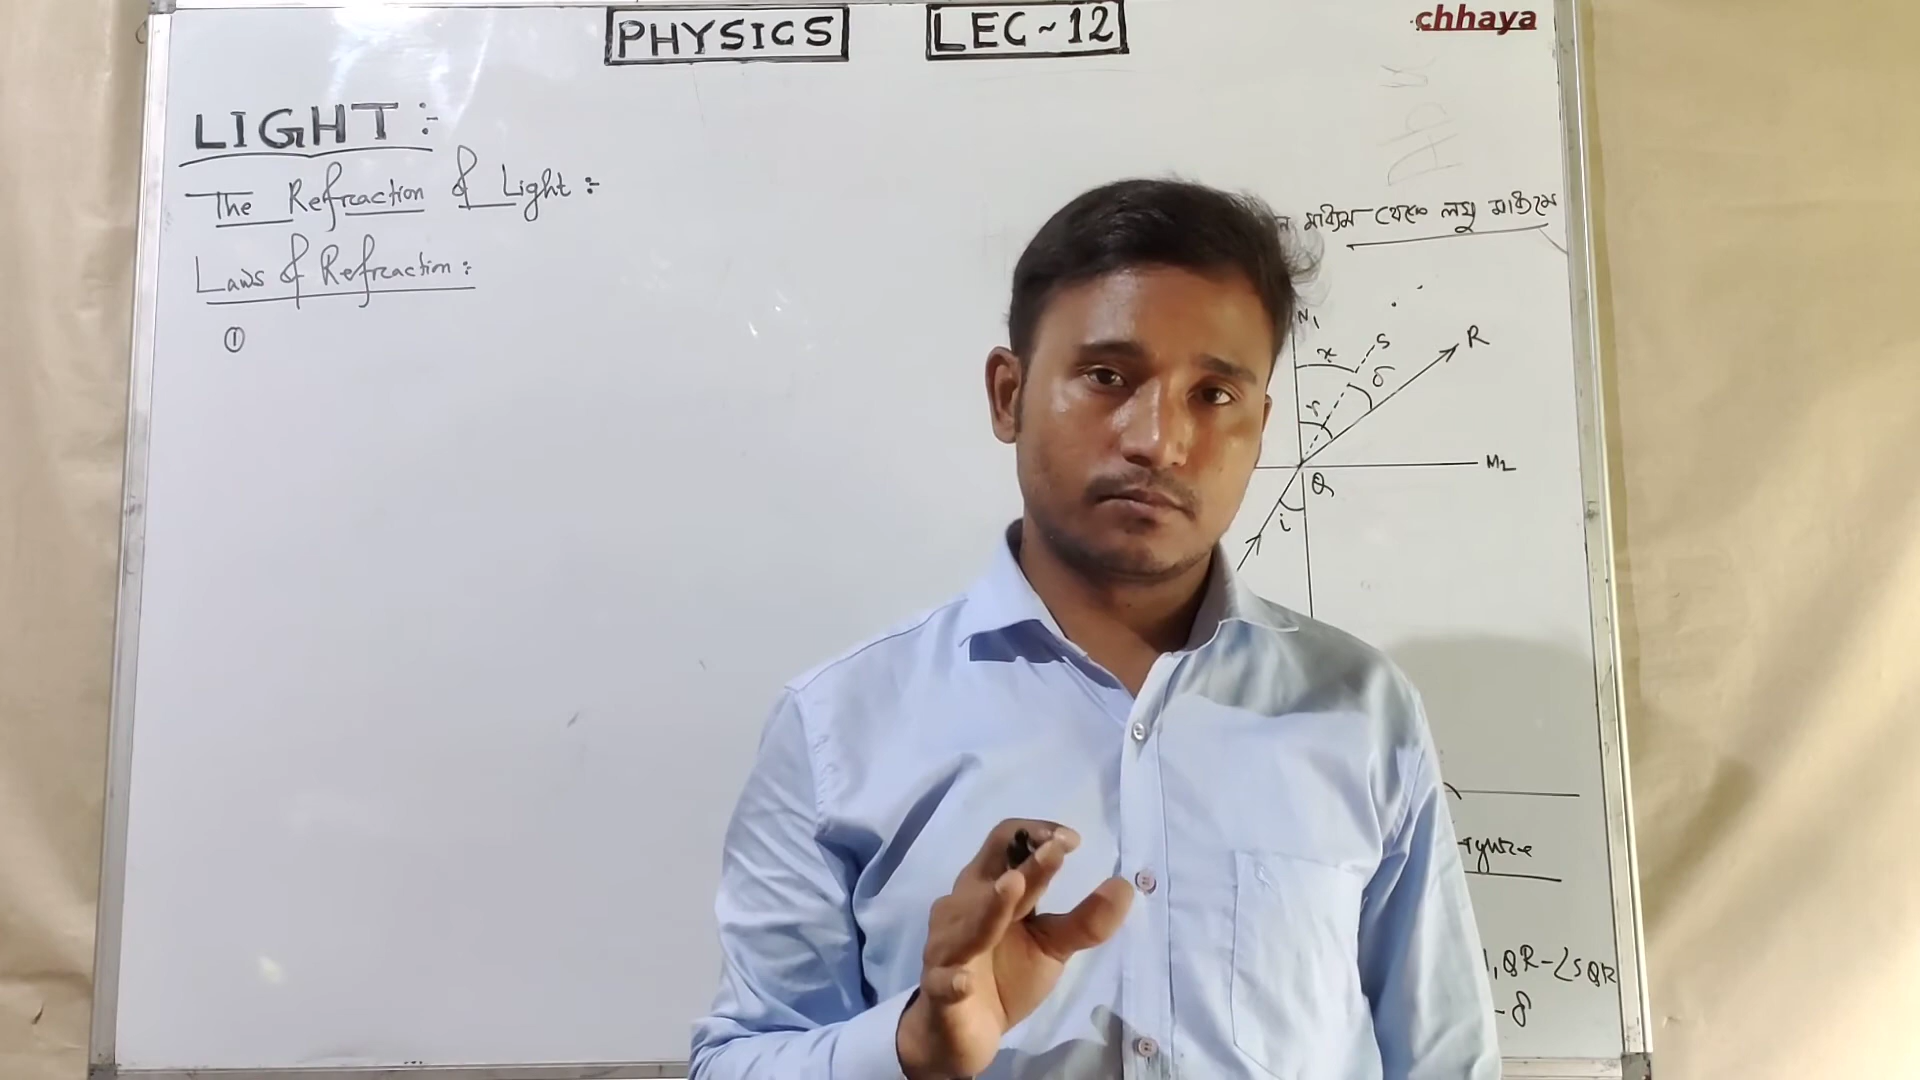 PHYSICS LEC~12
chhaya
LIGHT:-
The Refraction of Light :-
Laws of Refraction:
①
মাধ্যম থেকে লঘু মাধ্যমে
N1
x
S
R
r
δ
M2
Q
i
QR-∠SQR
-δ